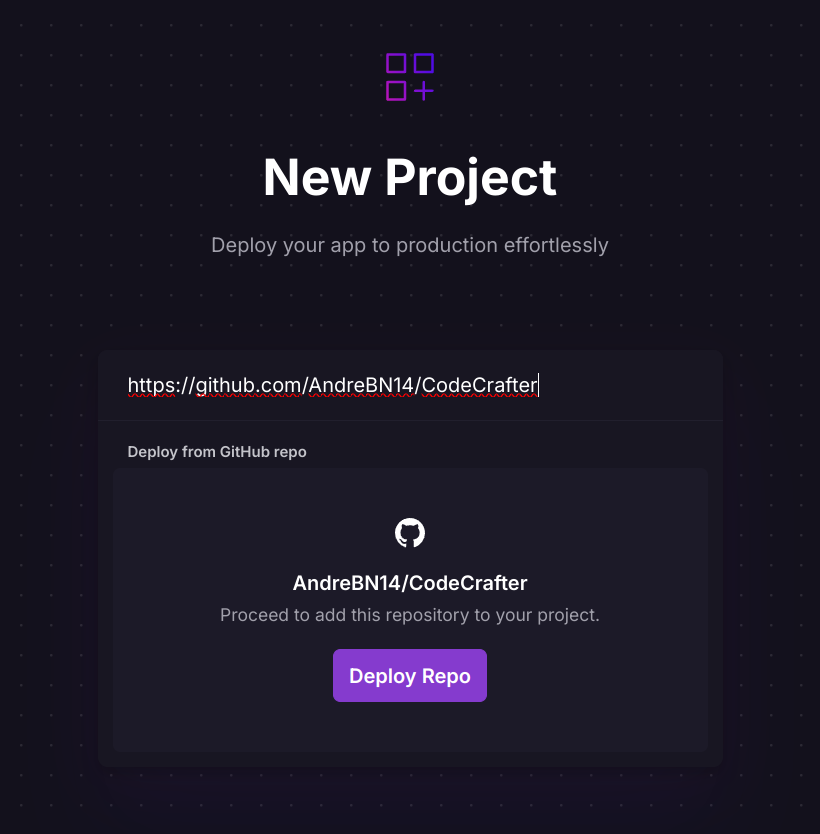 New Project
Deploy your app to production effortlessly
https://github.com/AndreBN14/CodeCrafter
Deploy from GitHub repo
AndreBN14/CodeCrafter
Proceed to add this repository to your project.
Deploy Repo